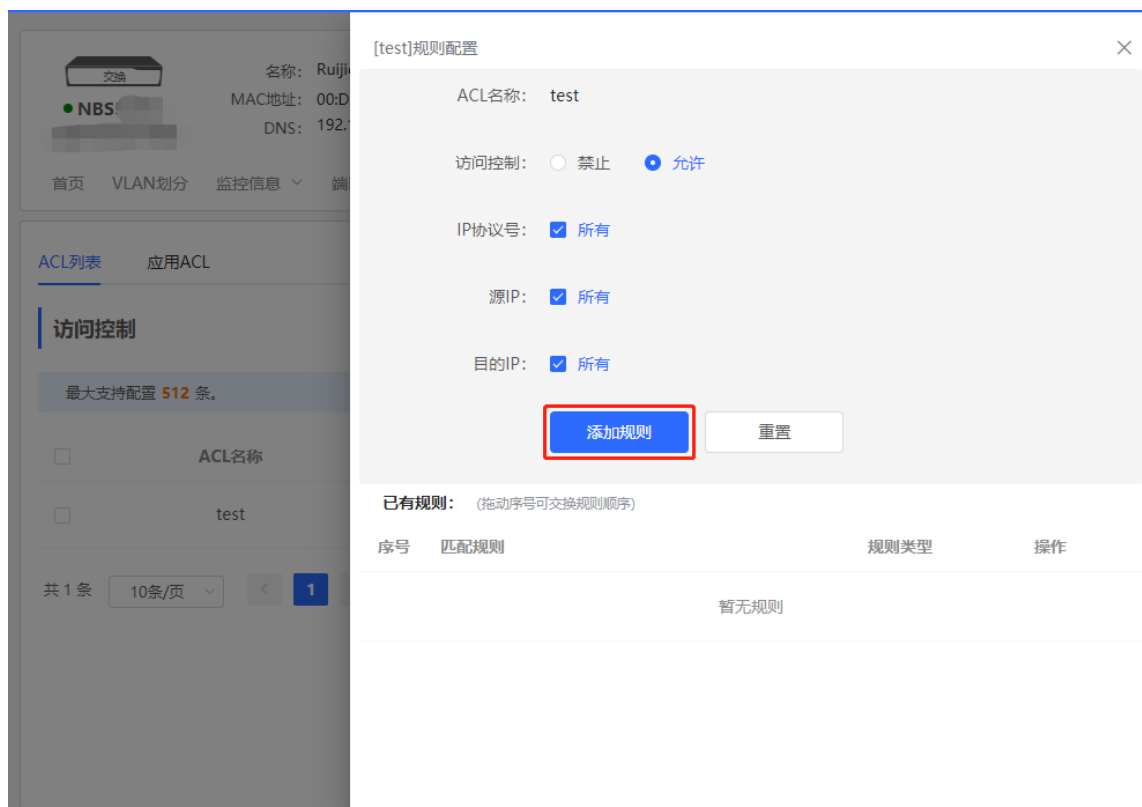 [test]规则配置
交换
名称： Ruijie
NBS
MAC地址： 00:D
DNS： 192.
首页 VLAN划分 监控信息 端
ACL列表 应用ACL
访问控制
最大支持配置 512 条。
ACL名称
test
共 1 条 10条/页 1
ACL名称： test
访问控制： 禁止 允许
IP协议号： 所有
源IP： 所有
目的IP： 所有
添加规则 重置
已有规则： (拖动序号可交换规则顺序)
序号 匹配规则 规则类型 操作
暂无规则